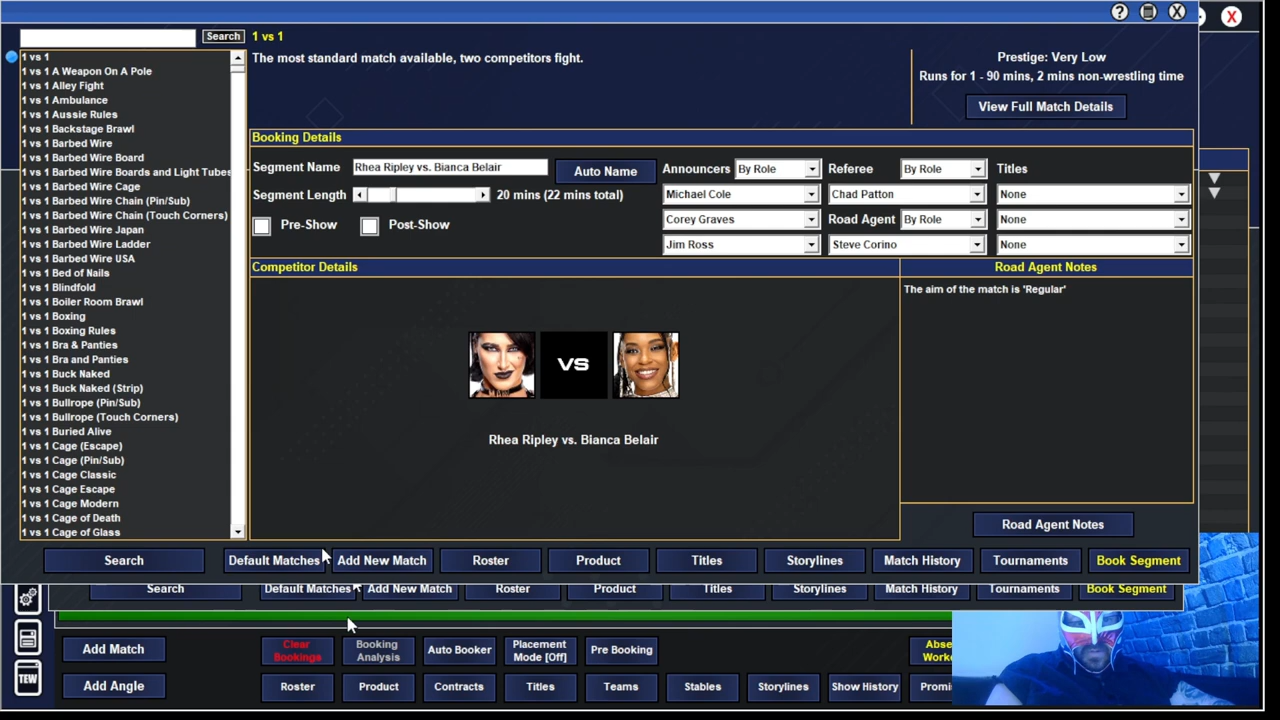 Search
1 vs 1
The most standard match available, two competitors fight.
Prestige: Very Low
Runs for 1 - 90 mins, 2 mins non-wrestling time
View Full Match Details
1 vs 1
1 vs 1 A Weapon On A Pole
1 vs 1 Alley Fight
1 vs 1 Ambulance
1 vs 1 Aussie Rules
1 vs 1 Backstage Brawl
1 vs 1 Barbed Wire
1 vs 1 Barbed Wire Board
1 vs 1 Barbed Wire Boards and Light Tubes
1 vs 1 Barbed Wire Cage
1 vs 1 Barbed Wire Chain (Pin/Sub)
1 vs 1 Barbed Wire Chain (Touch Corners)
1 vs 1 Barbed Wire Japan
1 vs 1 Barbed Wire Ladder
1 vs 1 Barbed Wire USA
1 vs 1 Bed of Nails
1 vs 1 Blindfold
1 vs 1 Boiler Room Brawl
1 vs 1 Boxing
1 vs 1 Boxing Rules
1 vs 1 Bra & Panties
1 vs 1 Bra and Panties
1 vs 1 Buck Naked
1 vs 1 Buck Naked (Strip)
1 vs 1 Bullrope (Pin/Sub)
1 vs 1 Bullrope (Touch Corners)
1 vs 1 Buried Alive
1 vs 1 Cage (Escape)
1 vs 1 Cage (Pin/Sub)
1 vs 1 Cage Classic
1 vs 1 Cage Escape
1 vs 1 Cage Modern
1 vs 1 Cage of Death
1 vs 1 Cage of Glass
Booking Details
Segment Name Rhea Ripley vs. Bianca Belair Auto Name
Segment Length 20 mins (22 mins total)
Pre-Show Post-Show
Announcers By Role Referee By Role Titles
Michael Cole Chad Patton None
Corey Graves Road Agent By Role None
Jim Ross Steve Corino None
Competitor Details
VS
Rhea Ripley vs. Bianca Belair
Road Agent Notes
The aim of the match is 'Regular'
Road Agent Notes
Search Default Matches Add New Match Roster Product Titles Storylines Match History Tournaments Book Segment
Search Default Matches Add New Match Roster Product Titles Storylines Match History Tournaments Book Segment
Add Match Clear Bookings Booking Analysis Auto Booker Placement Mode [Off] Pre Booking
TEW Add Angle Roster Product Contracts Titles Teams Stables Storylines Show History